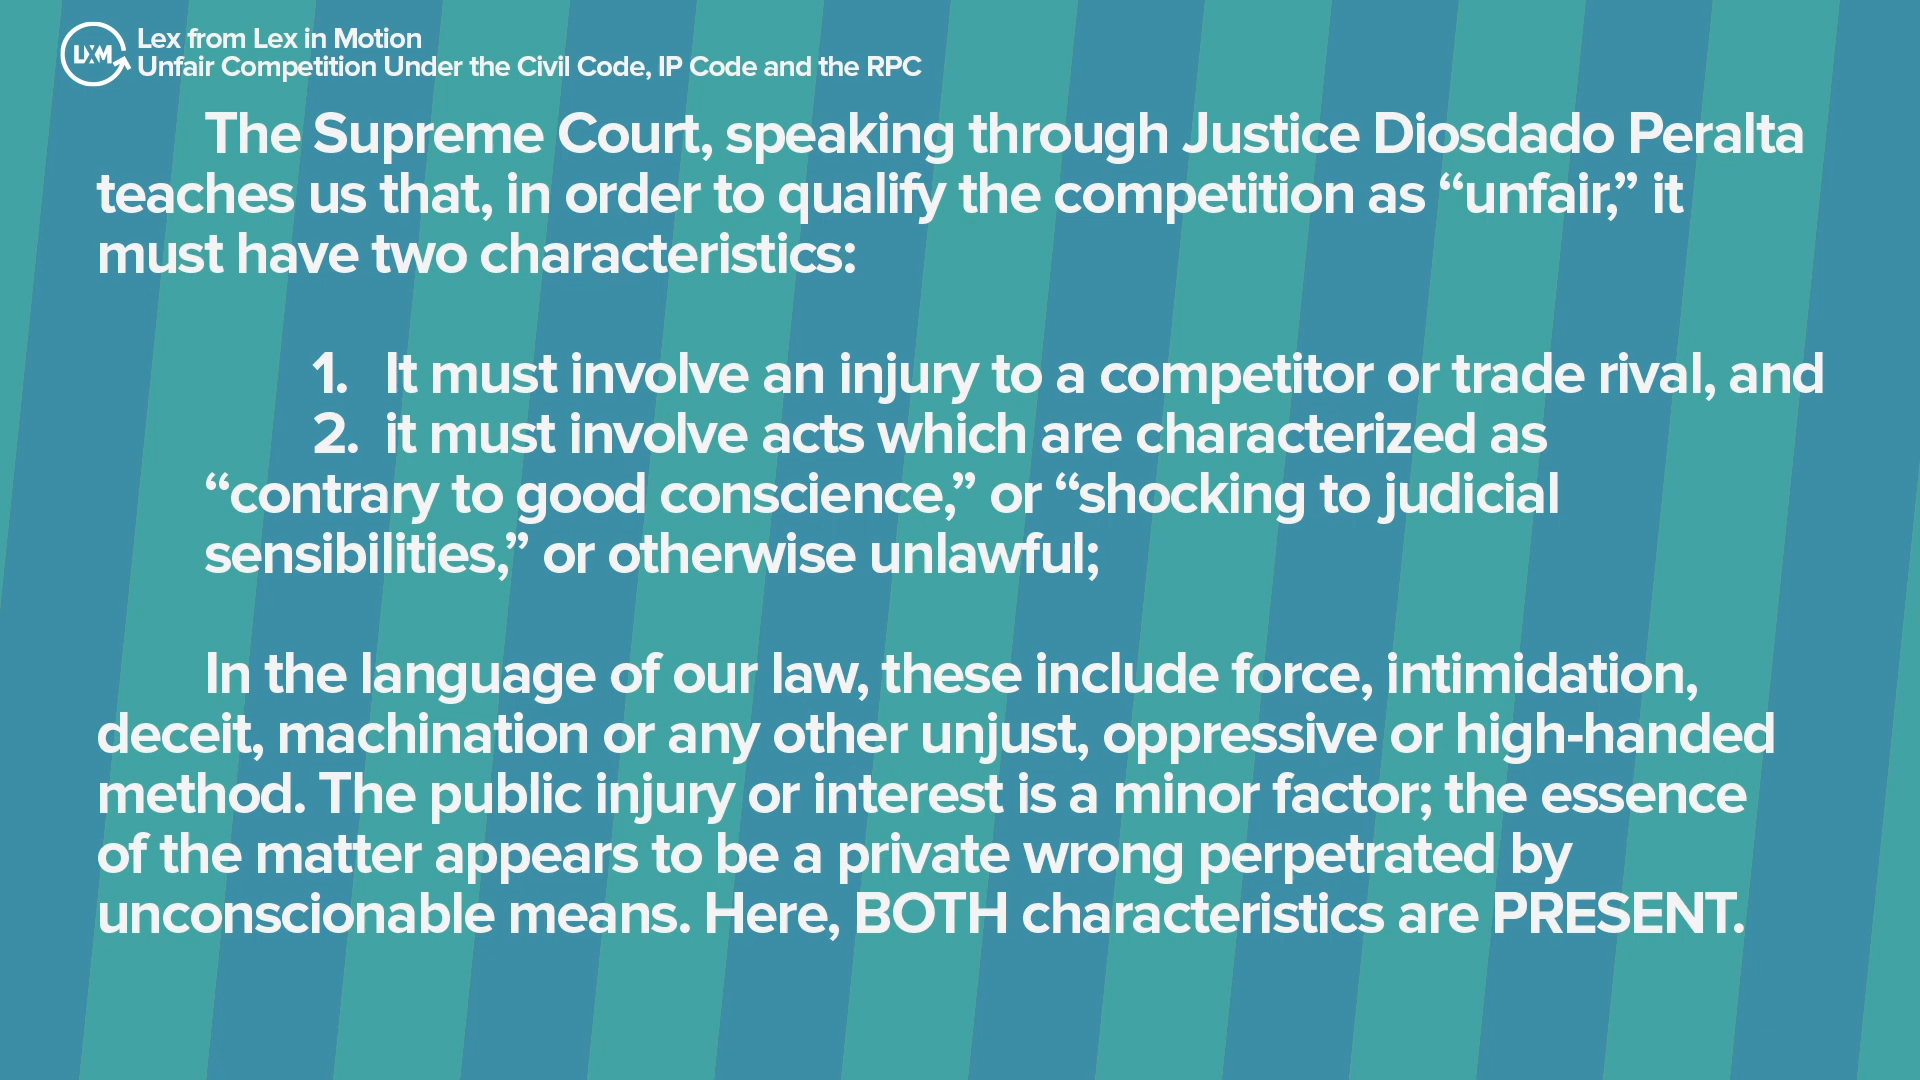 LXM
Lex from Lex in Motion
Unfair Competition Under the Civil Code, IP Code and the RPC
The Supreme Court, speaking through Justice Diosdado Peralta
teaches us that, in order to qualify the competition as “unfair,” it
must have two characteristics:
1. It must involve an injury to a competitor or trade rival, and
2. it must involve acts which are characterized as
“contrary to good conscience,” or “shocking to judicial
sensibilities,” or otherwise unlawful;
In the language of our law, these include force, intimidation,
deceit, machination or any other unjust, oppressive or high-handed
method. The public injury or interest is a minor factor; the essence
of the matter appears to be a private wrong perpetrated by
unconscionable means. Here, BOTH characteristics are PRESENT.